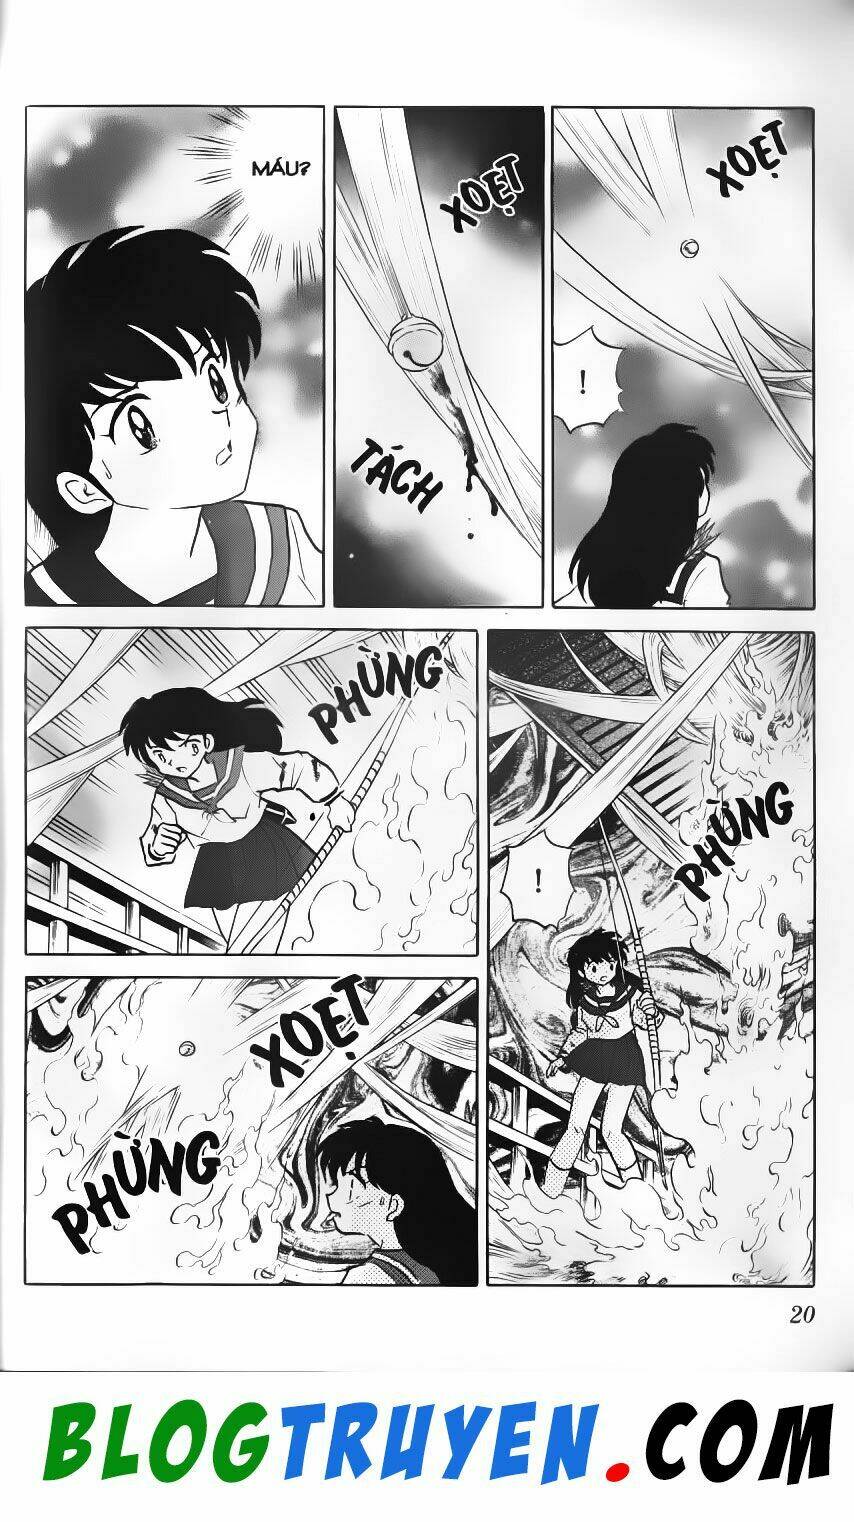 XOẸT
!
XOẸT
TÁCH
MÁU?
PHỪNG
!
PHỪNG
XOẸT
PHỪNG
20
BLOGTRUYEN.COM